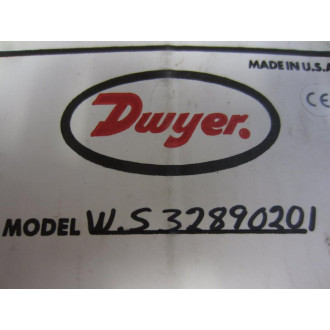 MADE IN U.S.A
Dwyer.
CE
MODEL W.S 32890201